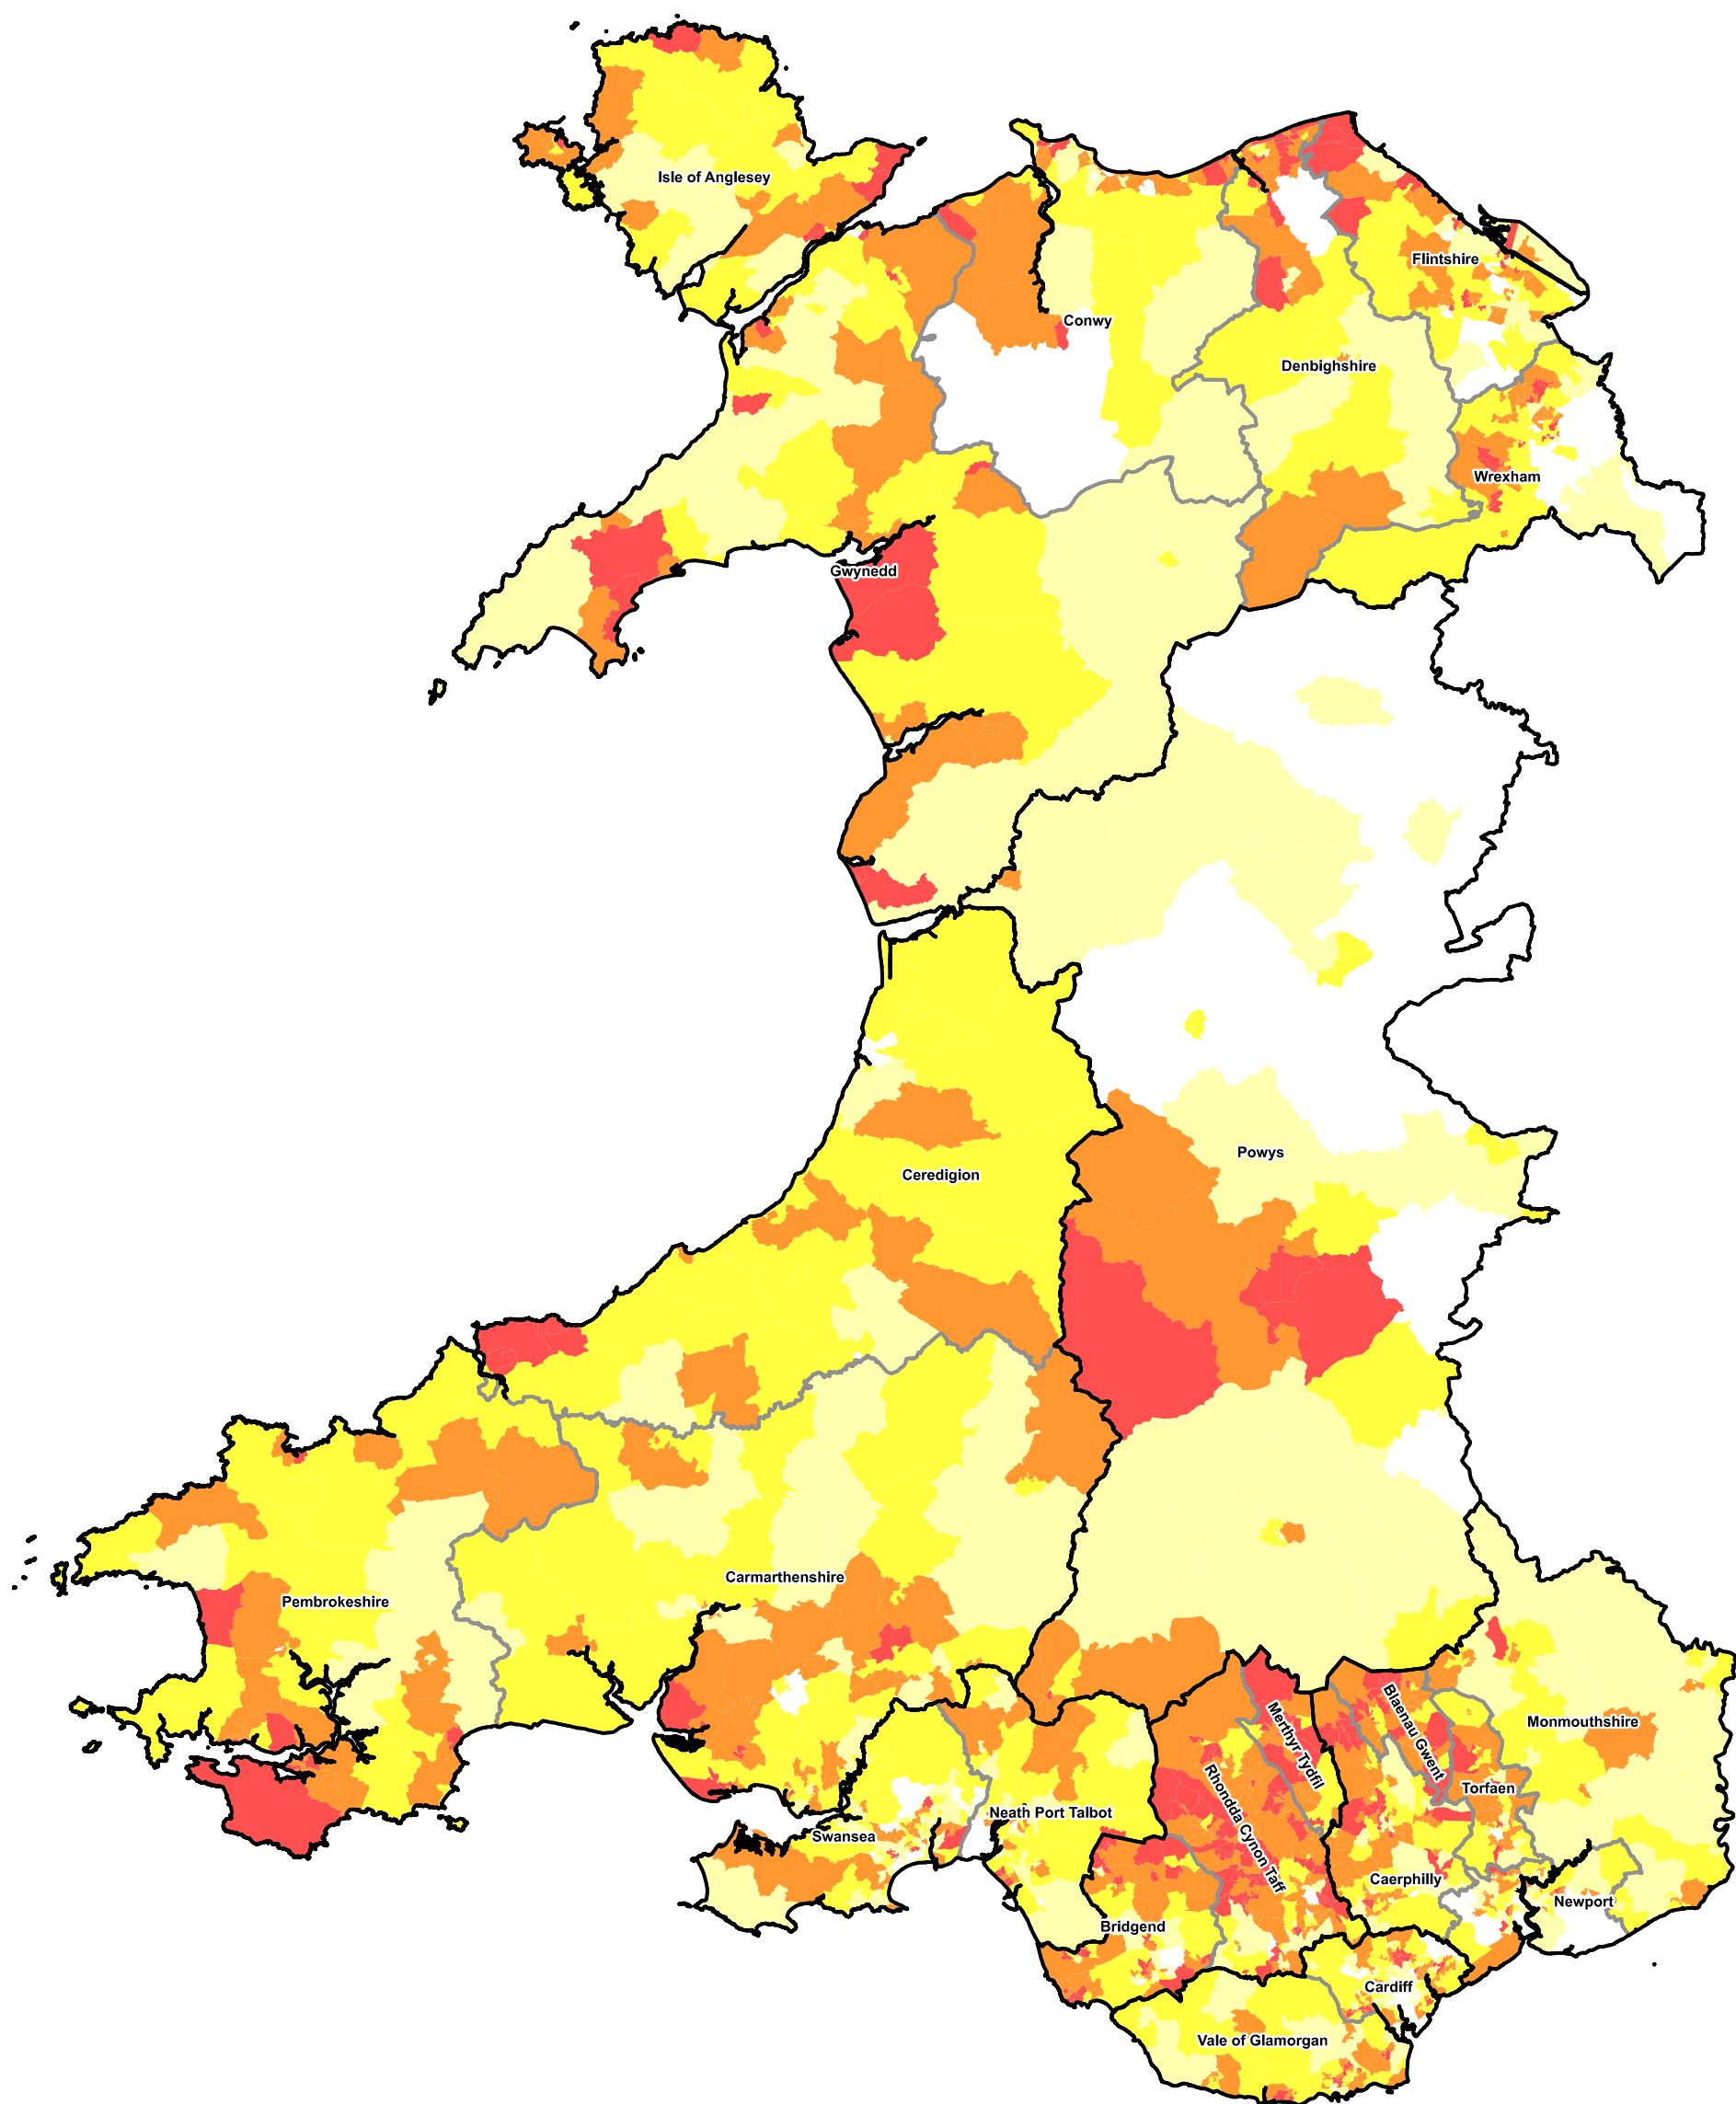 Isle of Anglesey
Flintshire
Conwy
Denbighshire
Wrexham
Gwynedd
Powys
Ceredigion
Carmarthenshire
Pembrokeshire
Merthyr Tydfil
Blaenau Gwent
Monmouthshire
Rhondda Cynon Taff
Torfaen
Neath Port Talbot
Swansea
Caerphilly
Newport
Bridgend
Cardiff
Vale of Glamorgan